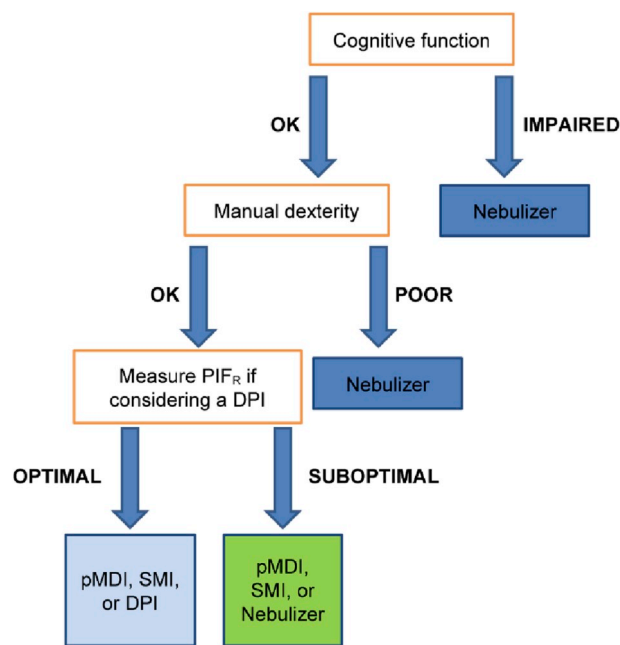 Cognitive function
OK
IMPAIRED
Manual dexterity
Nebulizer
OK
POOR
Measure PIFR if
considering a DPI
Nebulizer
OPTIMAL
SUBOPTIMAL
pMDI, SMI,
or DPI
pMDI,
SMI, or
Nebulizer